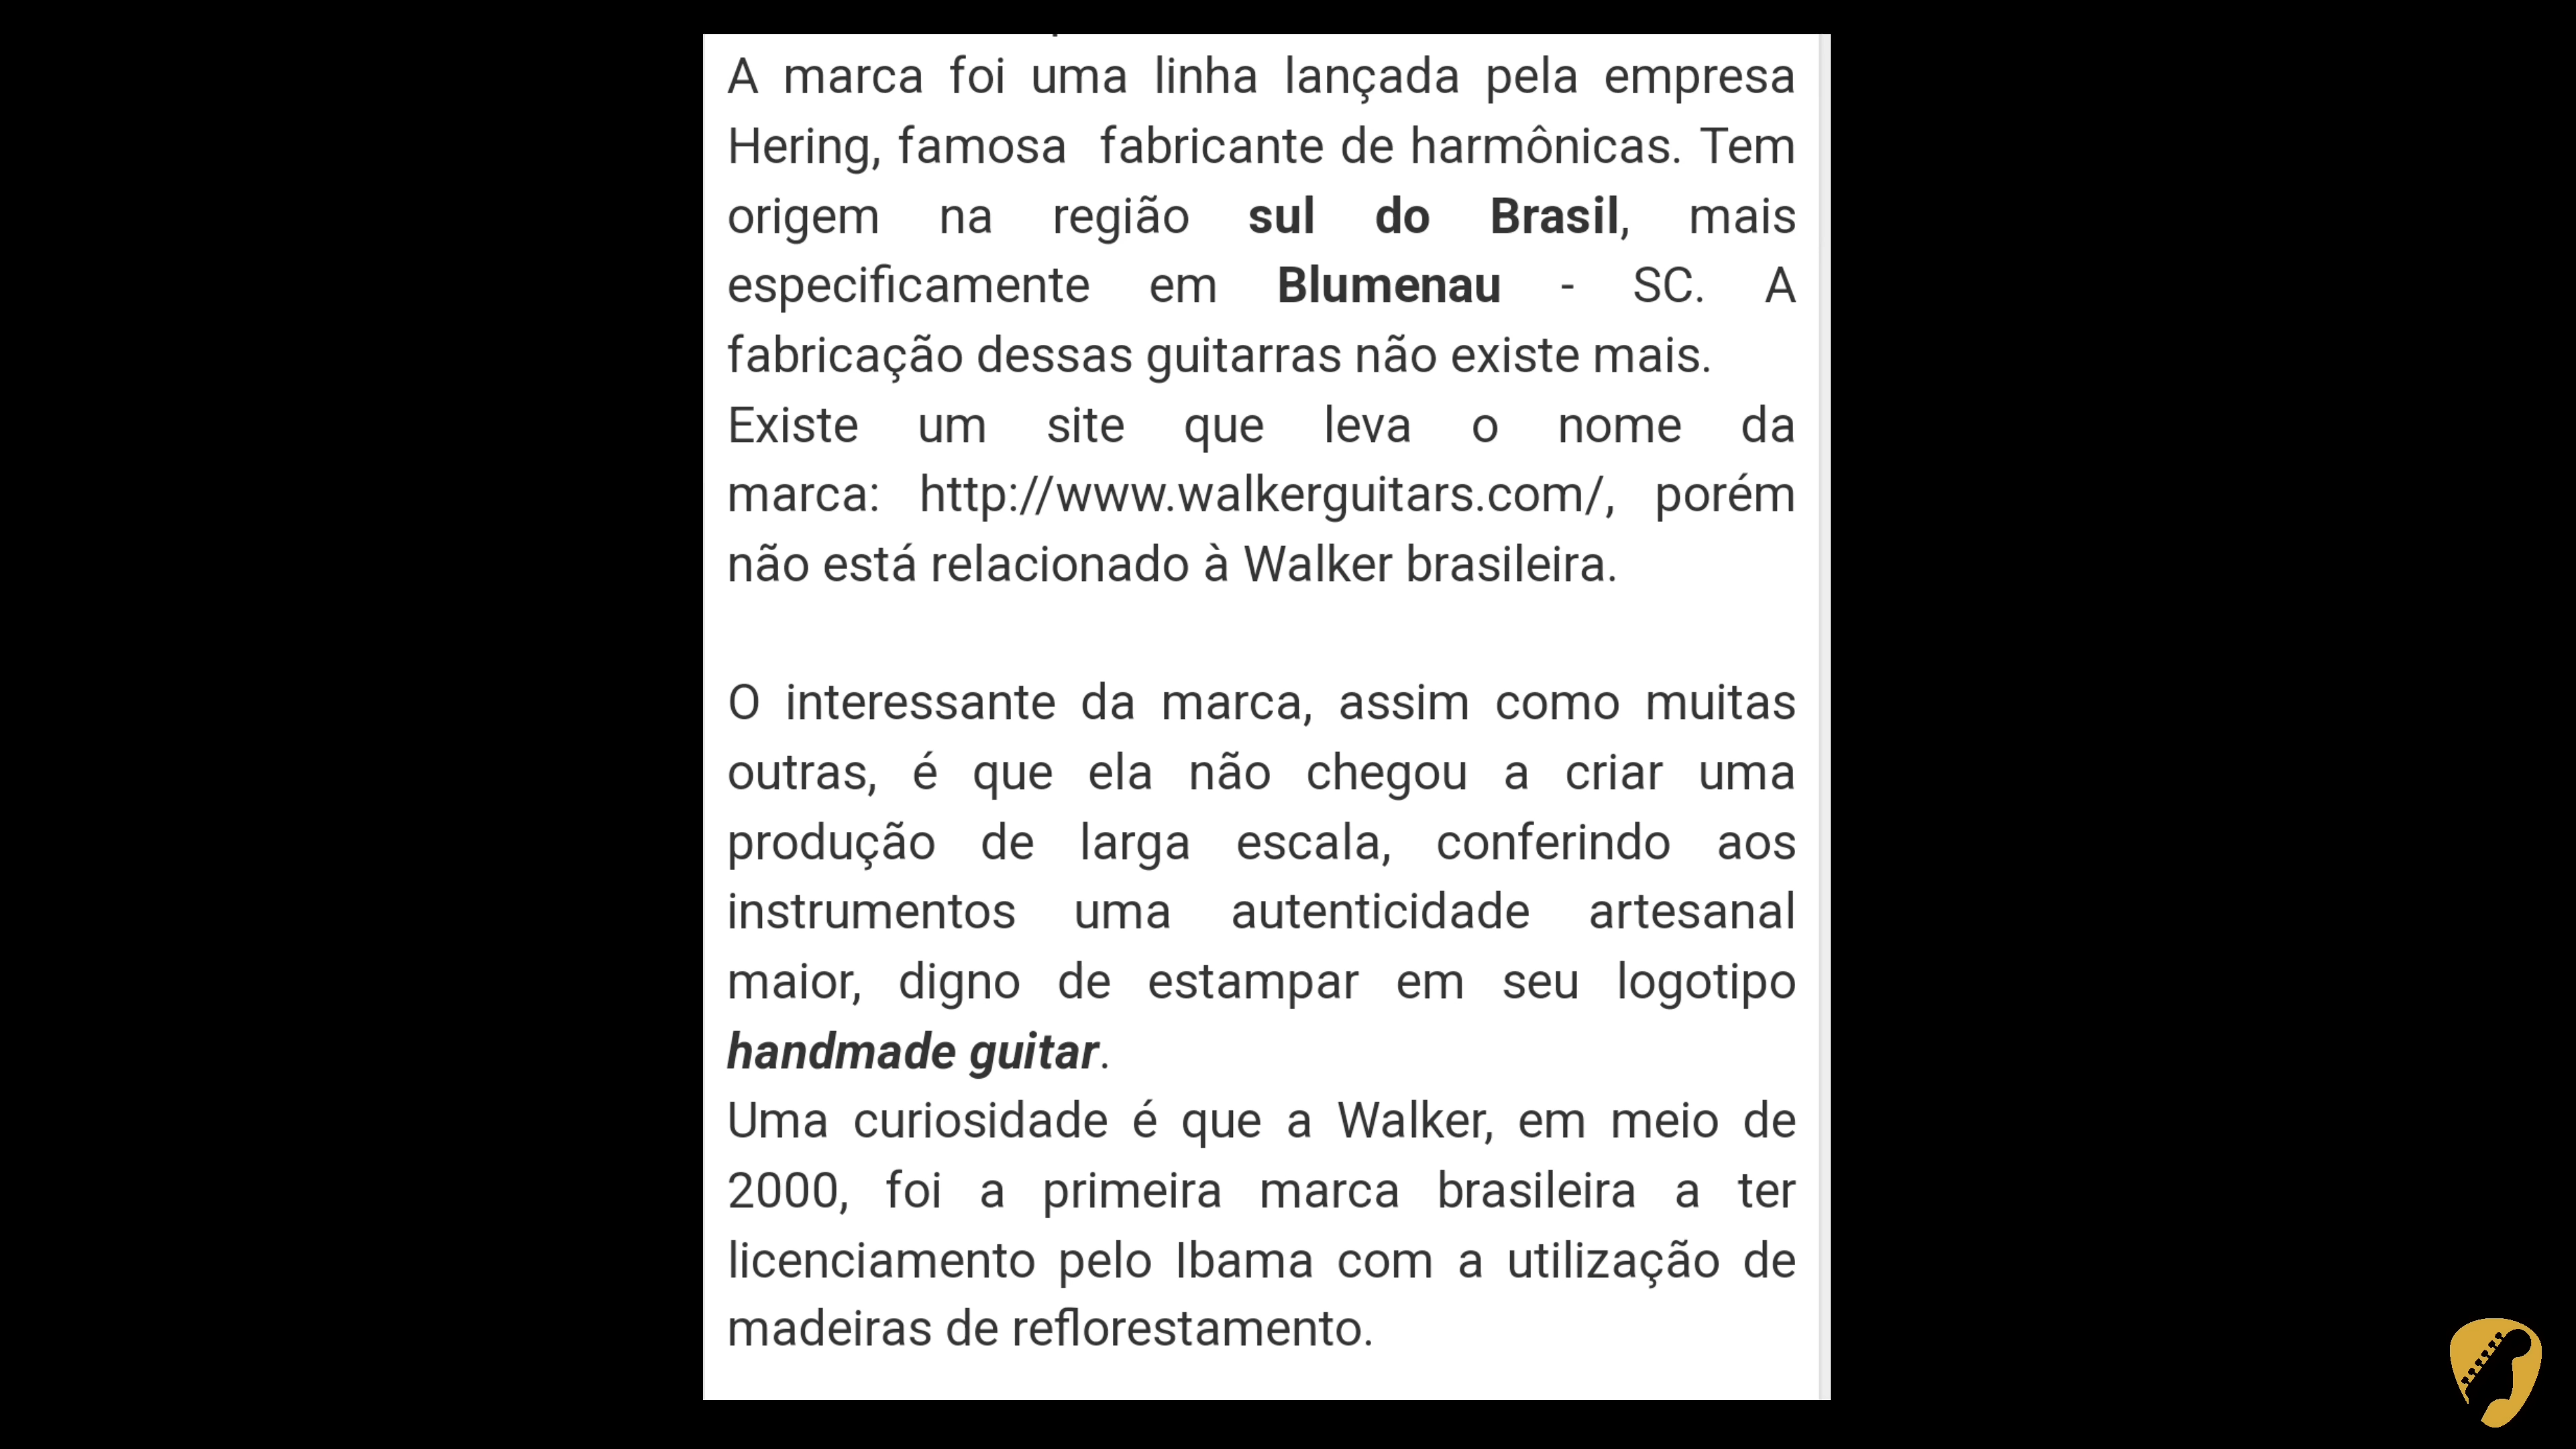 A marca foi uma linha lançada pela empresa
Hering, famosa fabricante de harmônicas. Tem
origem na região sul do Brasil, mais
especificamente em Blumenau - SC. A
fabricação dessas guitarras não existe mais.
Existe um site que leva o nome da
marca: http://www.walkerguitars.com/, porém
não está relacionado à Walker brasileira.
O interessante da marca, assim como muitas
outras, é que ela não chegou a criar uma
produção de larga escala, conferindo aos
instrumentos uma autenticidade artesanal
maior, digno de estampar em seu logotipo
handmade guitar.
Uma curiosidade é que a Walker, em meio de
2000, foi a primeira marca brasileira a ter
licenciamento pelo Ibama com a utilização de
madeiras de reflorestamento.